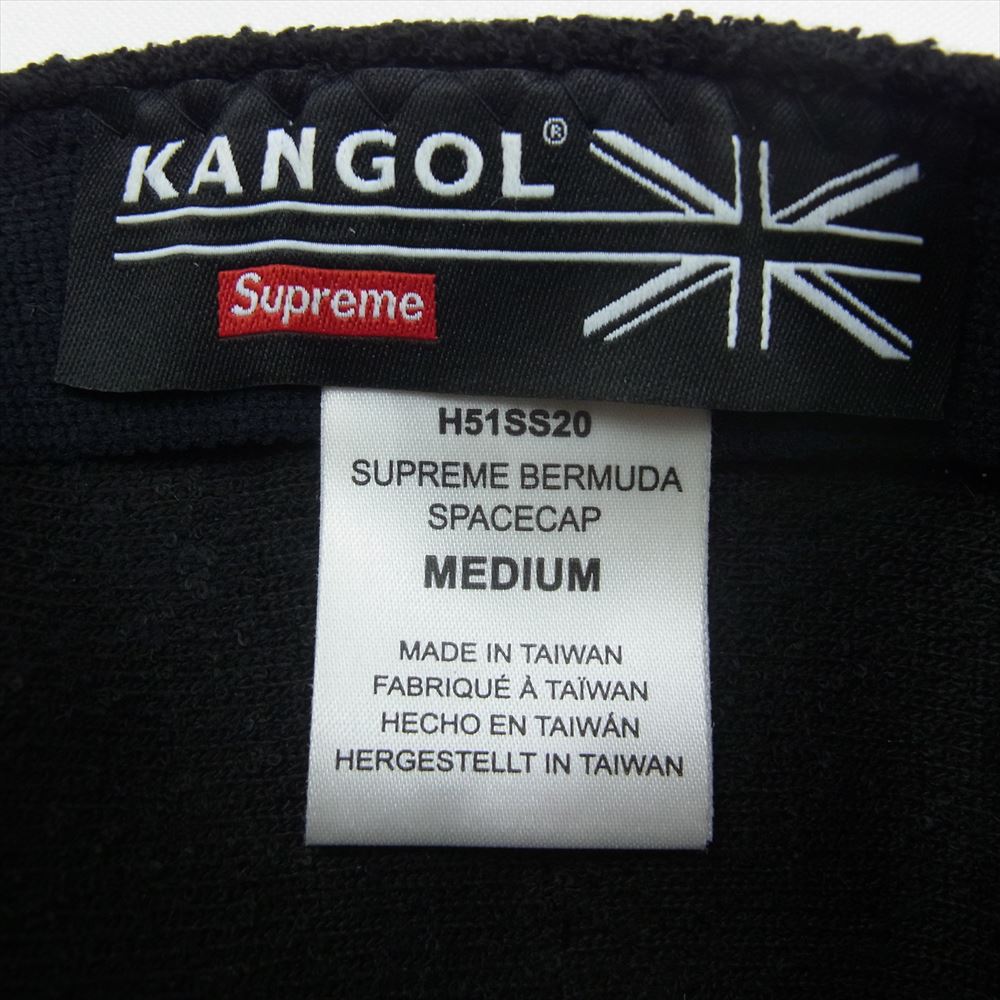 KANGOL®
Supreme
H51SS20
SUPREME BERMUDA
SPACECAP
MEDIUM
MADE IN TAIWAN
FABRIQUÉ À TAÏWAN
HECHO EN TAIWÁN
HERGESTELLT IN TAIWAN